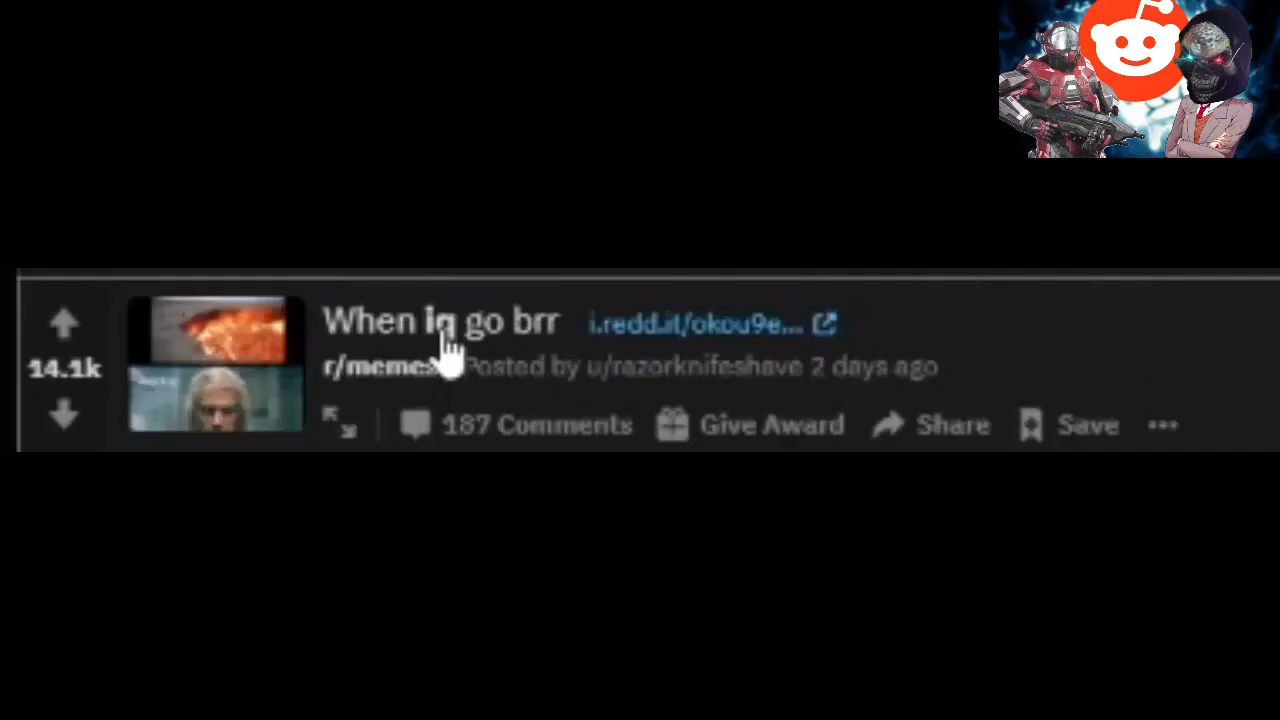 When iq go brr i.redd.it/okou9e...
14.1k
r/memes Posted by u/razorknifeshave 2 days ago
187 Comments Give Award Share Save ...